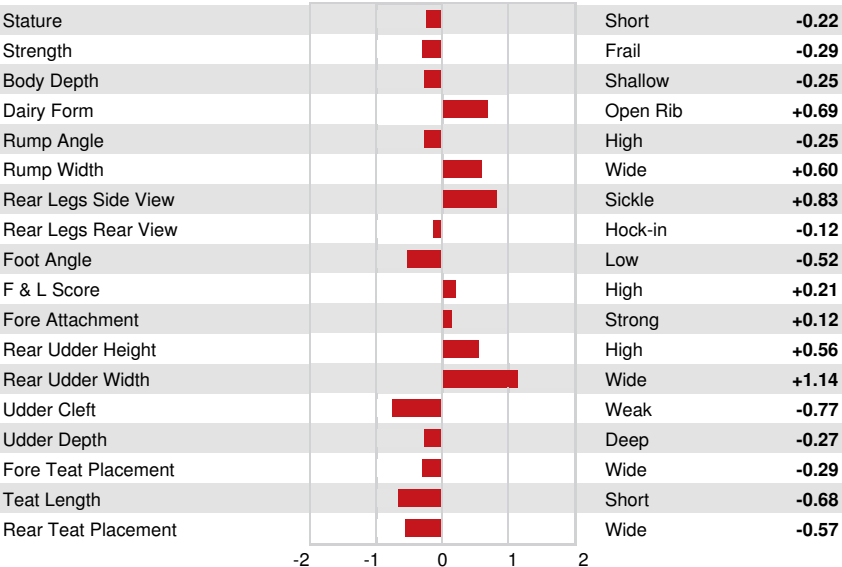 Stature Short -0.22
Strength Frail -0.29
Body Depth Shallow -0.25
Dairy Form Open Rib +0.69
Rump Angle High -0.25
Rump Width Wide +0.60
Rear Legs Side View Sickle +0.83
Rear Legs Rear View Hock-in -0.12
Foot Angle Low -0.52
F & L Score High +0.21
Fore Attachment Strong +0.12
Rear Udder Height High +0.56
Rear Udder Width Wide +1.14
Udder Cleft Weak -0.77
Udder Depth Deep -0.27
Fore Teat Placement Wide -0.29
Teat Length Short -0.68
Rear Teat Placement Wide -0.57
-2 -1 0 1 2